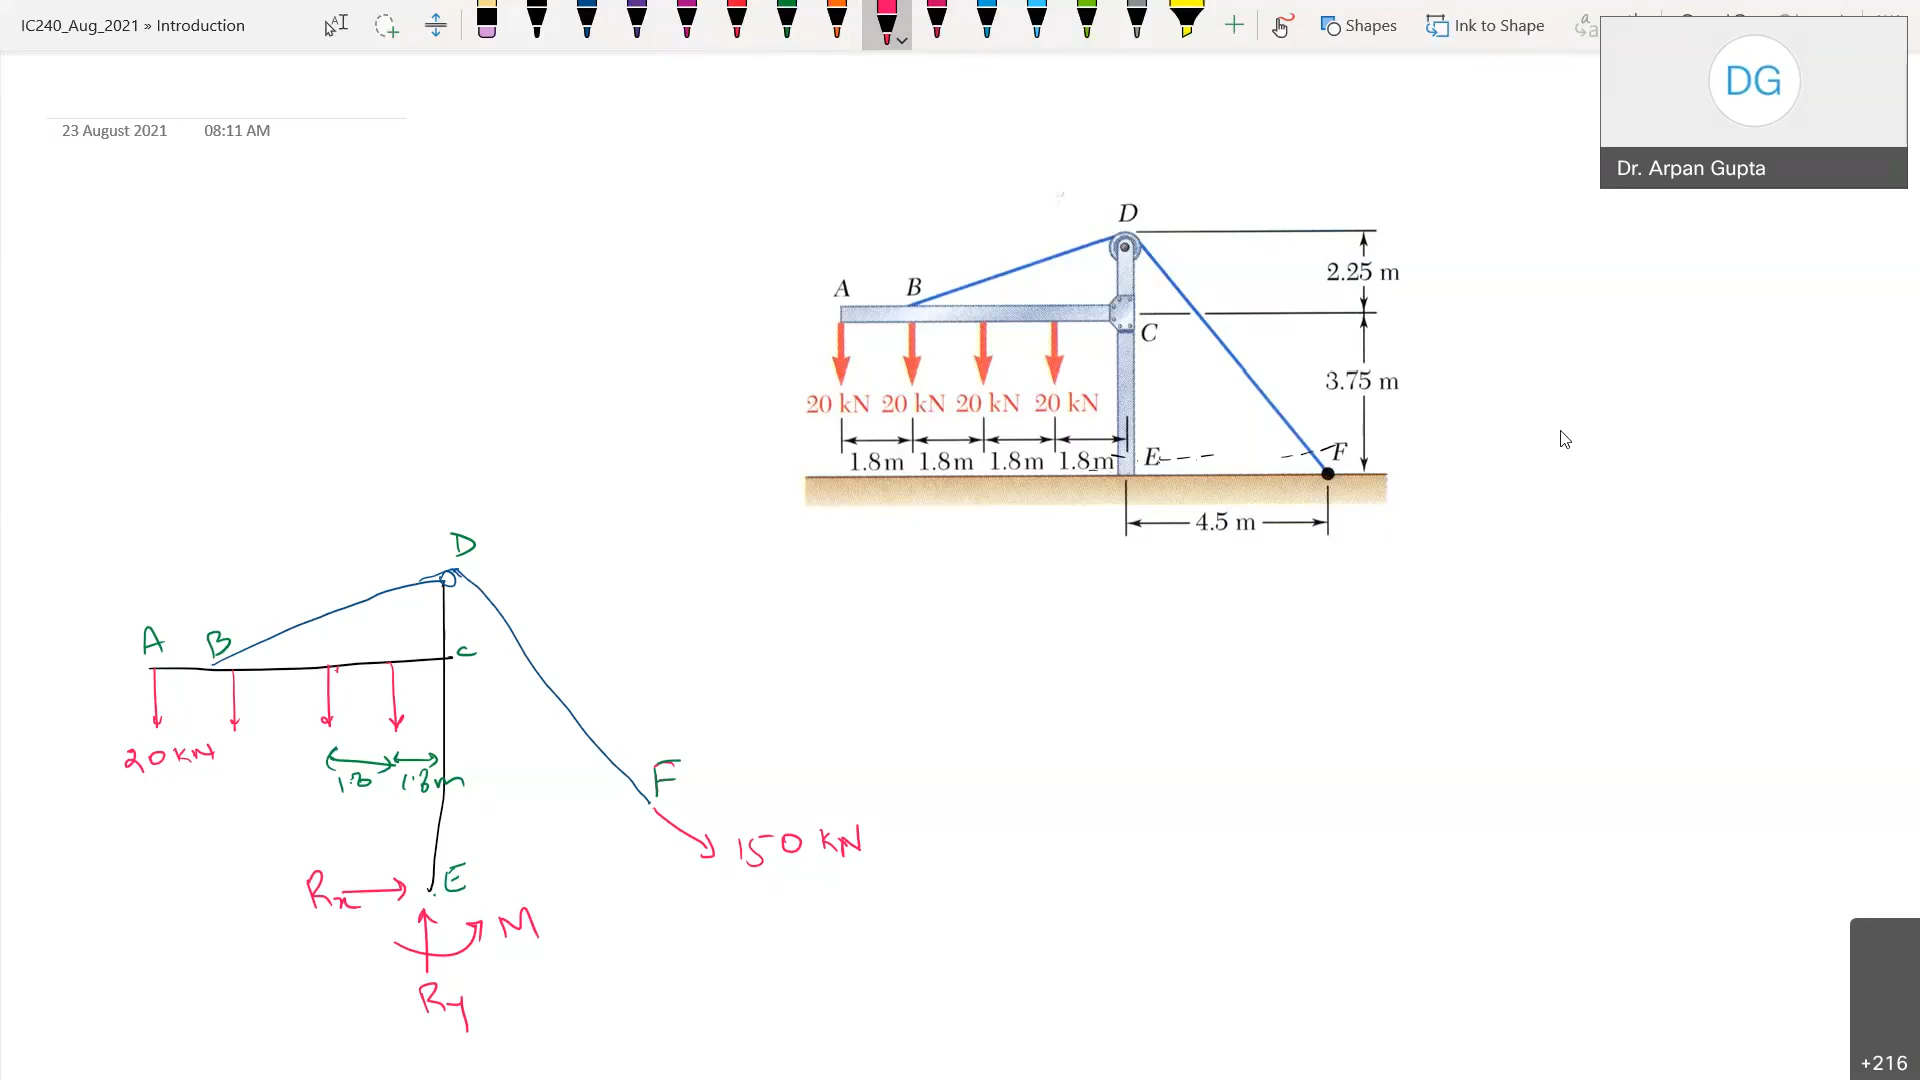 IC240_Aug_2021 » Introduction
Shapes
Ink to Shape
DG
Dr. Arpan Gupta
23 August 2021 08:11 AM
D
2.25 m
A B
C
3.75 m
20 kN 20 kN 20 kN 20 kN
1.8m 1.8m 1.8m 1.8m
E F
4.5 m
D
A B
C
20 KN
1.8 1.8m
F
150 KN
Rx
E
M
Ry
+216